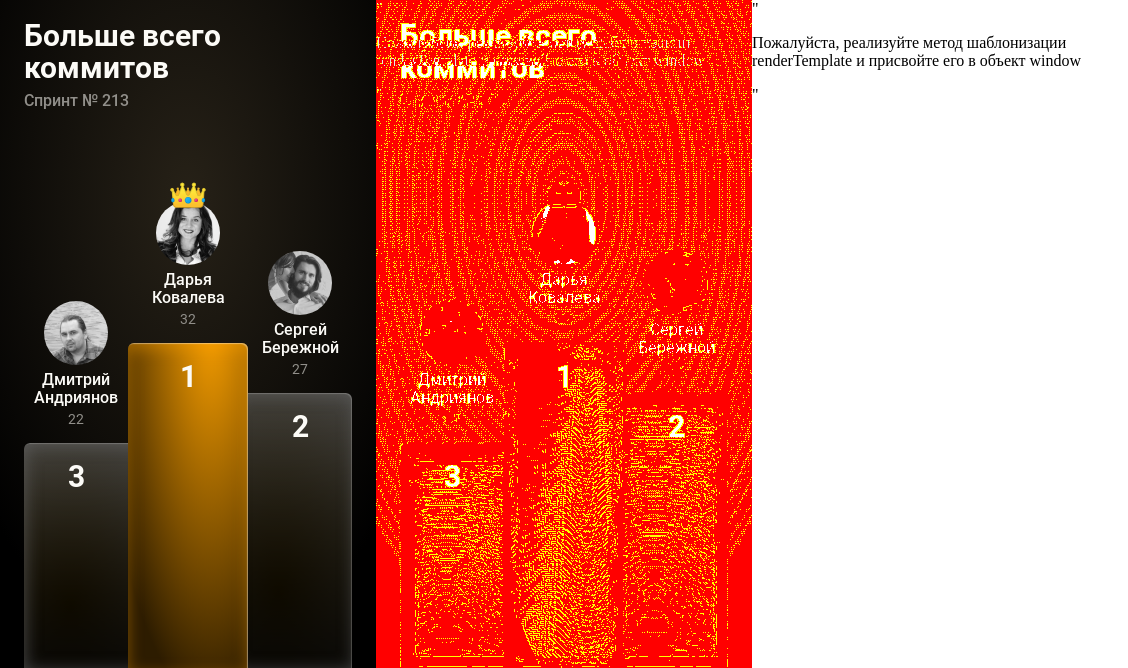 Больше всего
коммитов
Спринт № 213
Дарья
Ковалева
32
Сергей
Бережной
27
Дмитрий
Андриянов
22
1
2
3
Больше всего
коммитов
Дарья
Ковалева
Сергей
Бережной
Дмитрий
Андриянов
1
2
3
"
Пожалуйста, реализуйте метод шаблонизации
renderTemplate и присвойте его в объект window
"